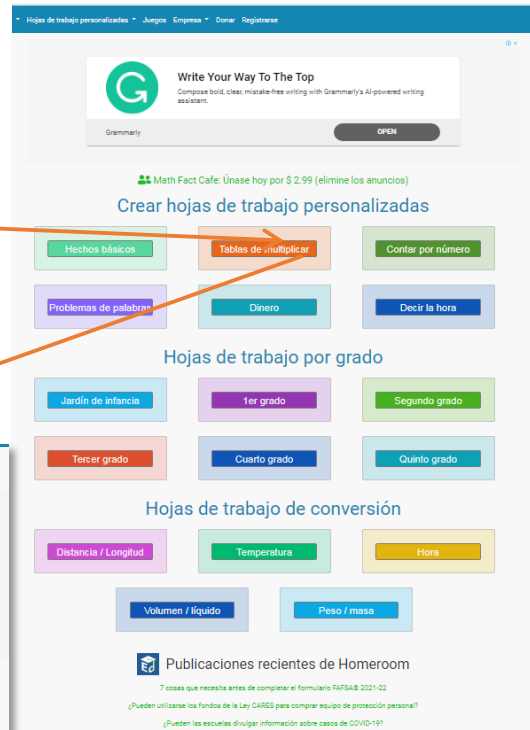 Hojas de trabajo personalizadas Juegos Empresa Donar Registrarse
Write Your Way To The Top
Compose bold, clear, mistake-free writing with Grammarly's AI-powered writing
assistant.
Grammarly OPEN
Math Fact Cafe: Únase hoy por $ 2.99 (elimine los anuncios)
Crear hojas de trabajo personalizadas
Hechos básicos Tablas de multiplicar Contar por número
Problemas de palabras Dinero Decir la hora
Hojas de trabajo por grado
Jardín de infancia 1er grado Segundo grado
Tercer grado Cuarto grado Quinto grado
Hojas de trabajo de conversión
Distancia / Longitud Temperatura Hora
Volumen / líquido Peso / masa
Publicaciones recientes de Homeroom
7 cosas que necesita antes de completar el formulario FAFSA® 2021-22
¿Pueden utilizarse los fondos de la Ley CARES para comprar equipo de protección personal?
¿Pueden las escuelas divulgar información sobre casos de COVID-19?